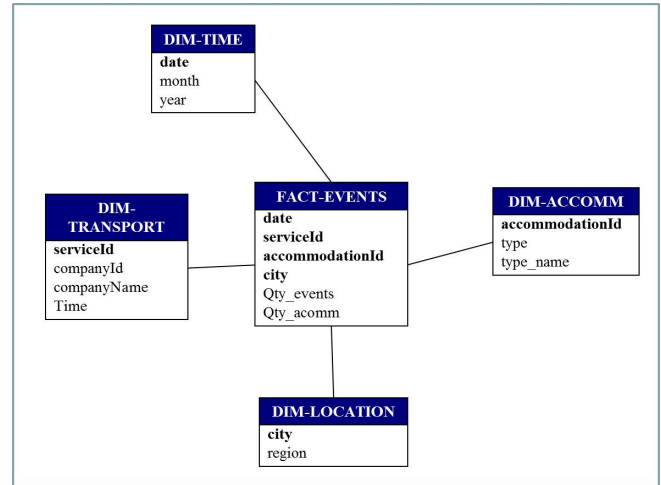 DIM-TIME
date
month
year
DIM-
TRANSPORT
serviceId
companyId
companyName
Time
FACT-EVENTS
date
serviceId
accommodationId
city
Qty_events
Qty_acomm
DIM-ACCOMM
accommodationId
type
type_name
DIM-LOCATION
city
region